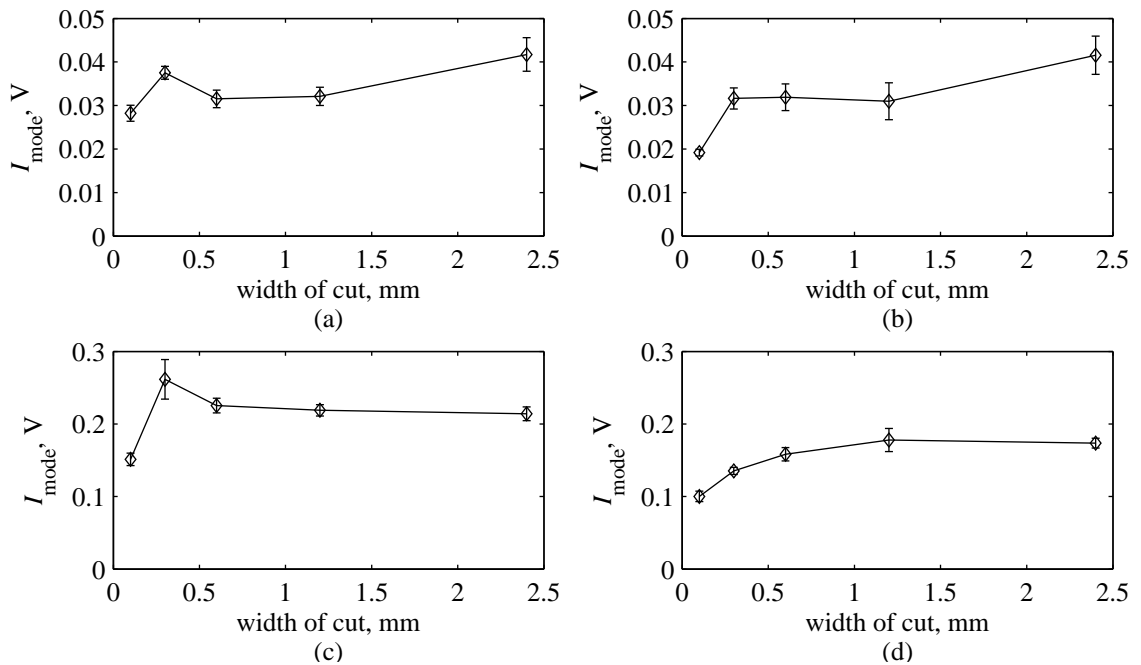 0.05
0.04
0.03
0.02
0.01
0
I_mode, V
0 0.5 1 1.5 2 2.5
width of cut, mm
(a)
0.05
0.04
0.03
0.02
0.01
0
I_mode, V
0 0.5 1 1.5 2 2.5
width of cut, mm
(b)
0.3
0.2
0.1
0
I_mode, V
0 0.5 1 1.5 2 2.5
width of cut, mm
(c)
0.3
0.2
0.1
0
I_mode, V
0 0.5 1 1.5 2 2.5
width of cut, mm
(d)